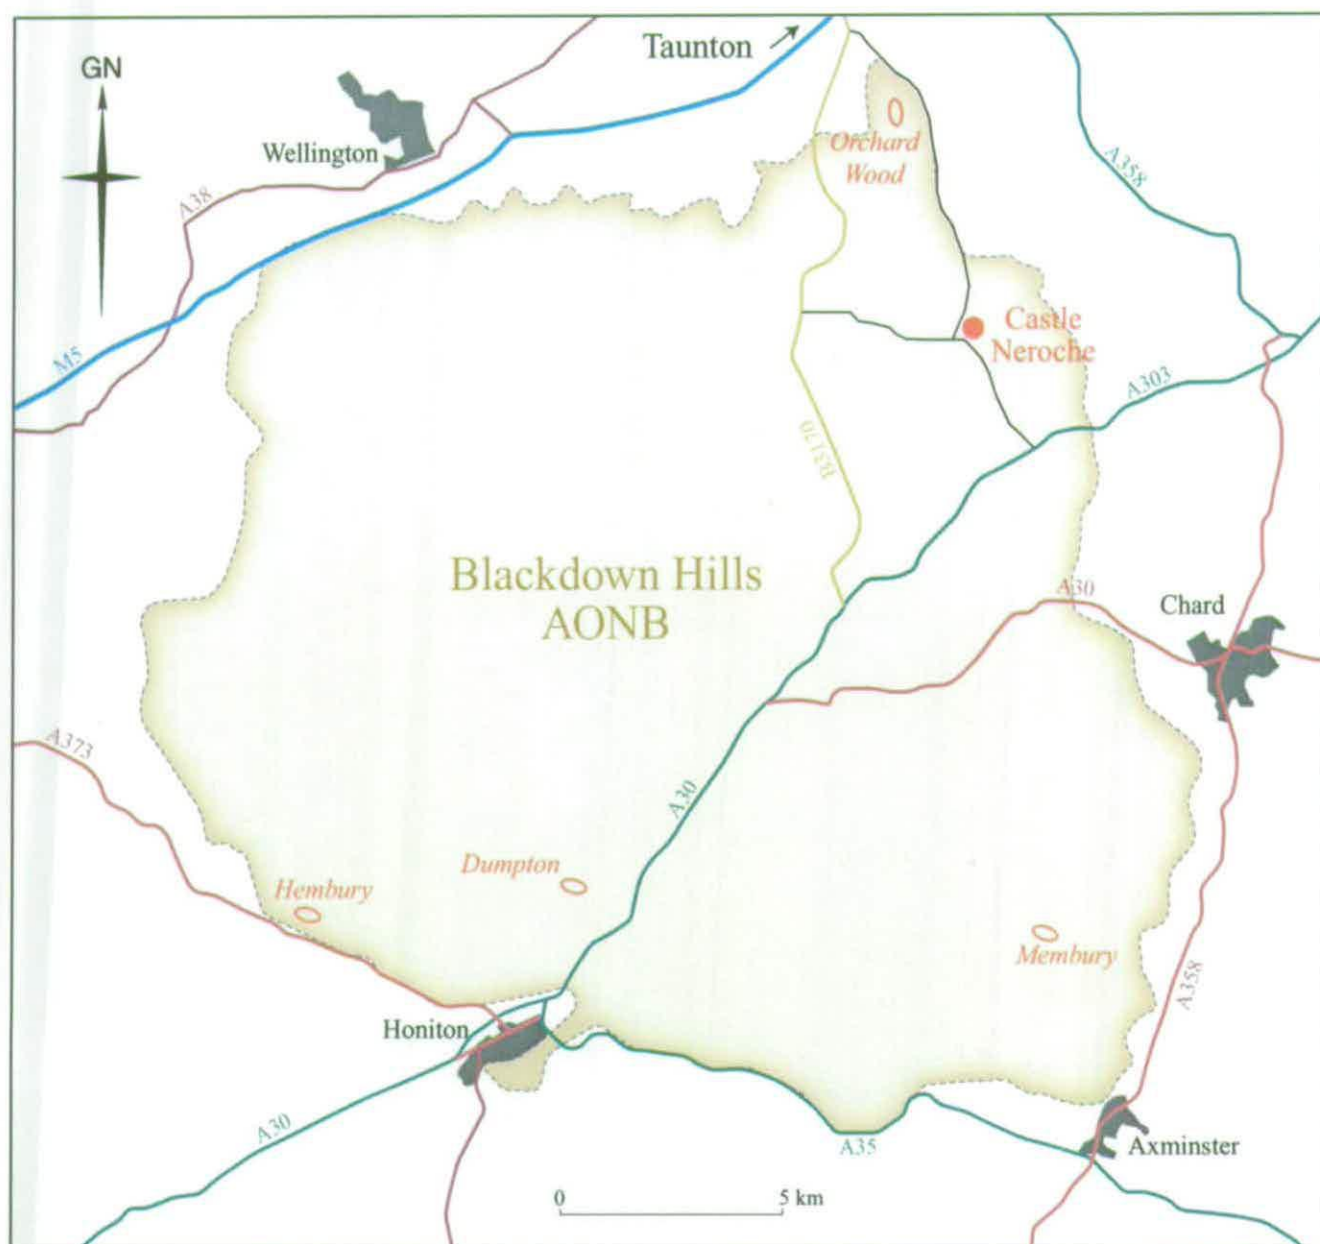 Taunton
GN
Wellington
Orchard
Wood
A358
A38
M5
Castle
Neroche
A303
B3170
Blackdown Hills
AONB
A30
Chard
A373
A30
Dumpton
Hembury
Membury
A358
Honiton
A30
A35
Axminster
0 5 km